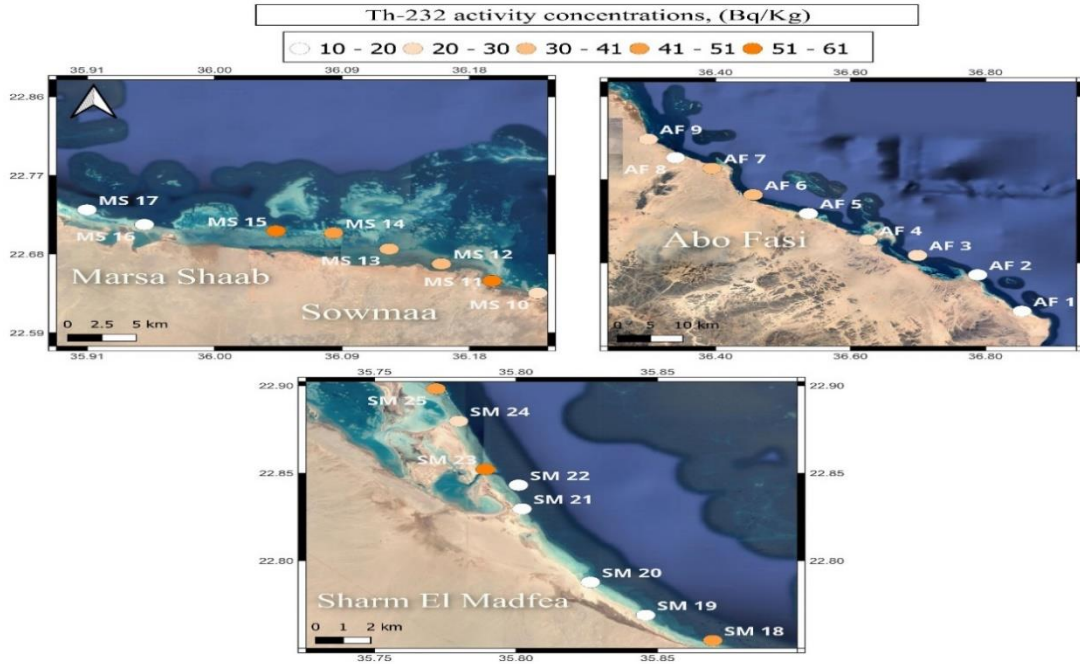 Th-232 activity concentrations, (Bq/Kg)
10 - 20 20 - 30 30 - 41 41 - 51 51 - 61
35.91 36.00 36.09 36.18
22.86
22.77
22.68
22.59
MS 17
MS 16
MS 15
MS 14
MS 13
MS 12
MS 11
MS 10
Marsa Shaab
Sowmaa
0 2.5 5 km
35.91 36.00 36.09 36.18
36.40 36.60 36.80
AF 9
AF 8
AF 7
AF 6
AF 5
AF 4
AF 3
AF 2
AF 1
Abo Fasi
0 5 10 km
36.40 36.60 36.80
35.75 35.80 35.85
22.90 22.90
22.85 22.85
22.80 22.80
SM 25
SM 24
SM 23
SM 22
SM 21
SM 20
SM 19
SM 18
Sharm El Madfea
0 1 2 km
35.75 35.80 35.85